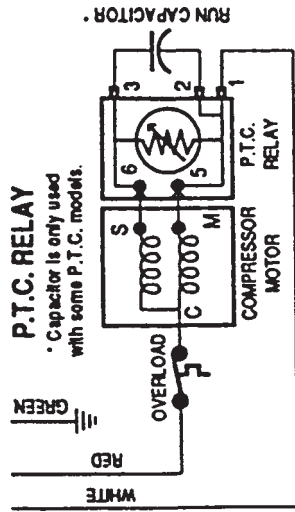 P.T.C. RELAY
* Capacitor is only used
with some P.T.C. models.
RUN CAPACITOR *
3
2
1
6
5
P.T.C.
RELAY
S
M
C
COMPRESSOR
MOTOR
OVERLOAD
GREEN
RED
WHITE